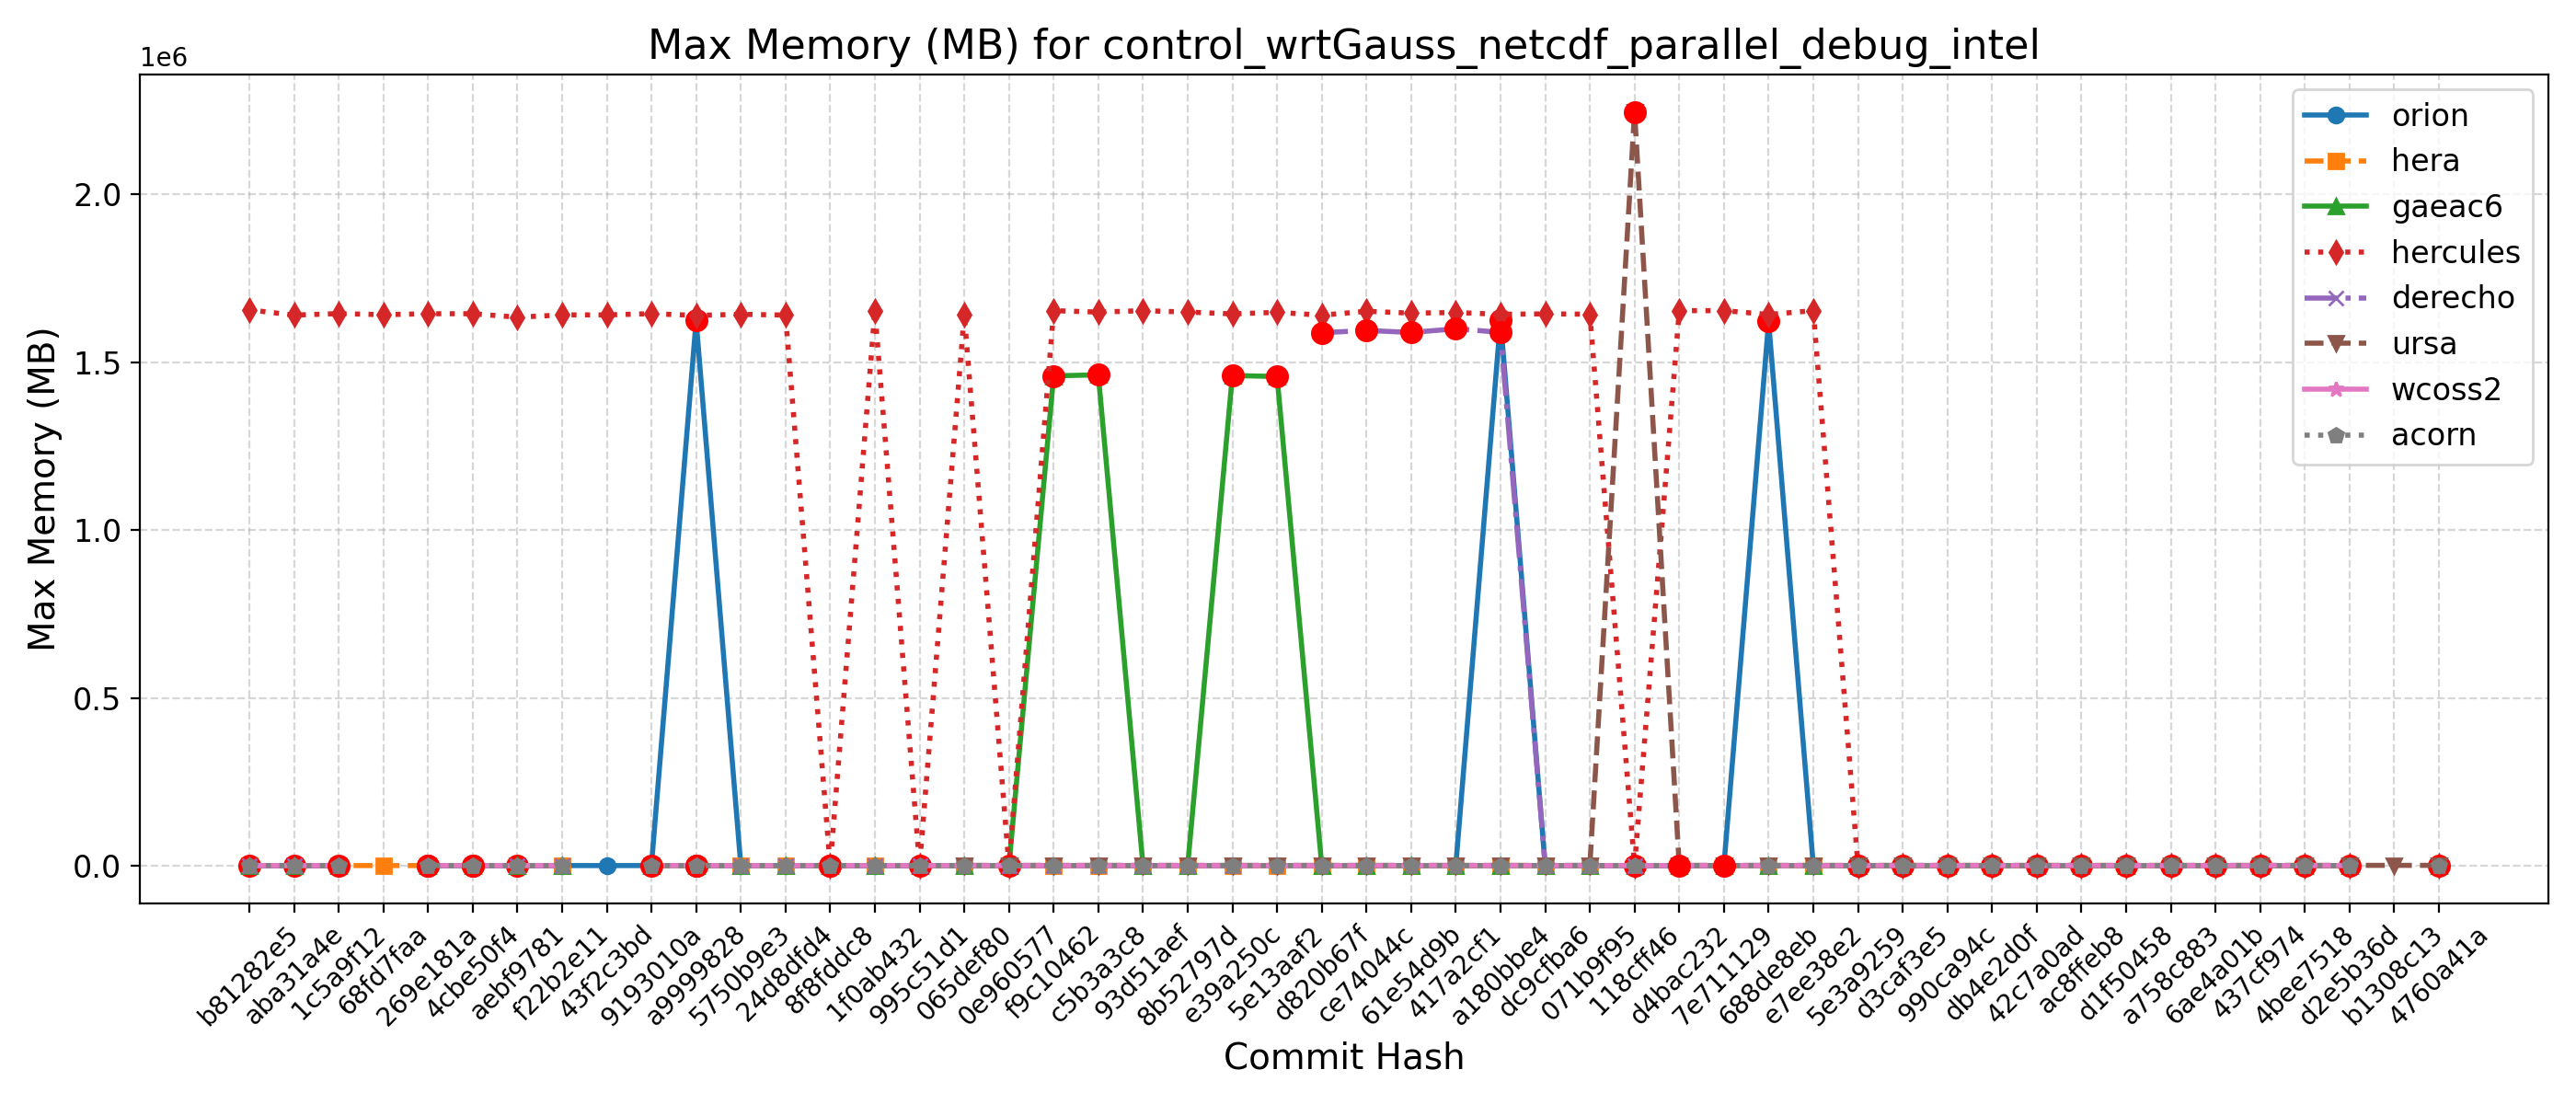 Max Memory (MB) for control_wrtGauss_netcdf_parallel_debug_intel
1e6
2.0
1.5
1.0
0.5
0.0
Max Memory (MB)
orion
hera
gaeac6
hercules
derecho
ursa
wcoss2
acorn
b81282e5
aba31a4e
1c5a9f12
68fd7faa
269e181a
4cbe50f4
aebf9781
f22b2e11
43f2c3bd
9193010a
a9999828
5750b9e3
24d8dfd4
8f8fddc8
1f0ab432
995c51d1
065def80
0e960577
f9c10462
c5b3a3c8
93d51aef
8b52797d
e39a250c
5e13aaf2
d820b67f
ce74044c
61e54d9b
417a2cf1
a180bbe4
dc9cfba6
071b9f95
118cff46
d4bac232
7e711129
688de8eb
e7ee38e2
5e3a9259
d3caf3e5
990ca94c
db4e2d0f
42c7a0ad
ac8ffeb8
d1f50458
a758c883
6ae4a01b
437cf974
4bee7518
d2e5b36d
b1308c13
4760a41a
Commit Hash